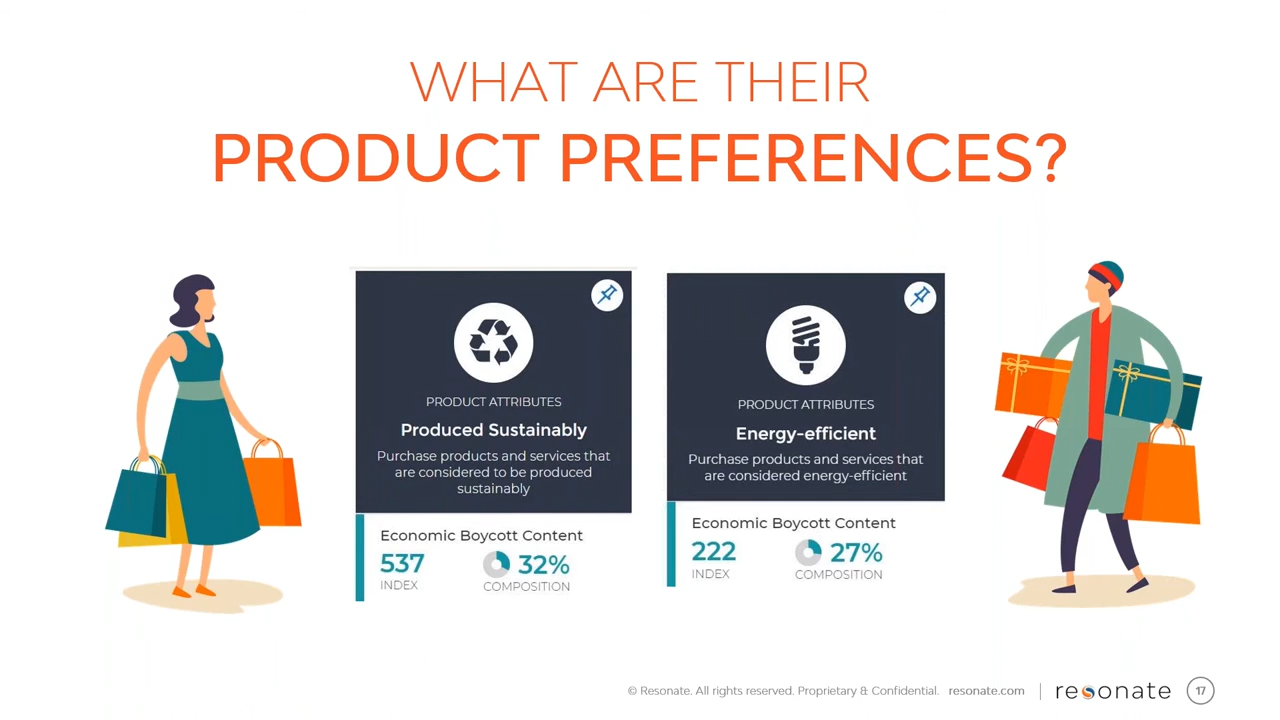 WHAT ARE THEIR
PRODUCT PREFERENCES?
PRODUCT ATTRIBUTES
Produced Sustainably
Purchase products and services that
are considered to be produced
sustainably
Economic Boycott Content
537
INDEX
32%
COMPOSITION
PRODUCT ATTRIBUTES
Energy-efficient
Purchase products and services that
are considered energy-efficient
Economic Boycott Content
222
INDEX
27%
COMPOSITION
© Resonate. All rights reserved. Proprietary & Confidential. resonate.com
resonate
17